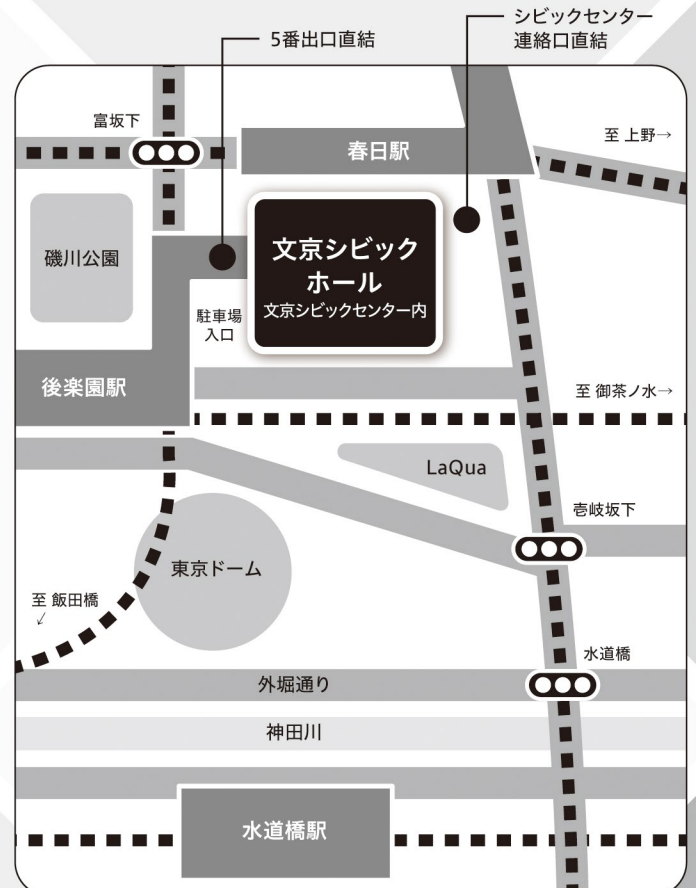 シビックセンター
連絡口直結
5番出口直結
富坂下
春日駅
至 上野→
磯川公園
文京シビック
ホール
文京シビックセンター内
駐車場
入口
後楽園駅
至 御茶ノ水→
LaQua
壱岐坂下
東京ドーム
至 飯田橋
↙
水道橋
外堀通り
神田川
水道橋駅